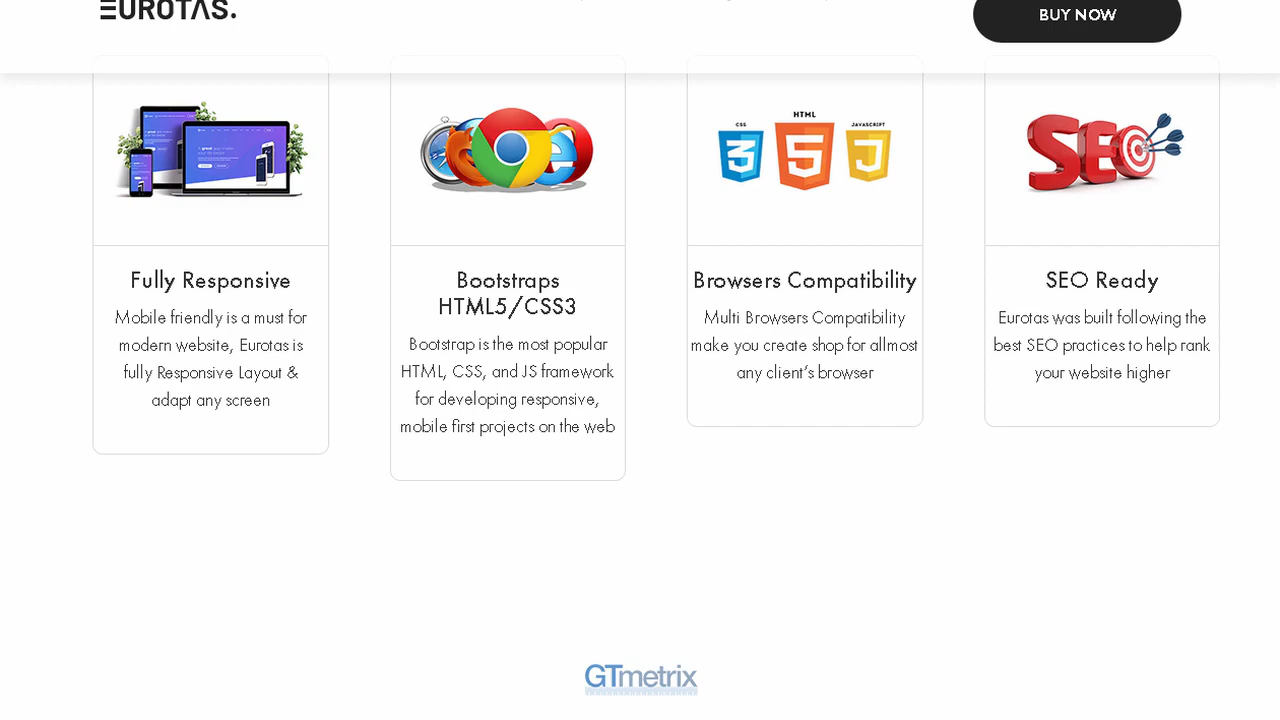 EUROTAS.
BUY NOW
CSS
HTML
JAVASCRIPT
3
5
J
SEO
Fully Responsive
Mobile friendly is a must for
modern website, Eurotas is
fully Responsive Layout &
adapt any screen
Bootstraps
HTML5/CSS3
Bootstrap is the most popular
HTML, CSS, and JS framework
for developing responsive,
mobile first projects on the web
Browsers Compatibility
Multi Browsers Compatibility
make you create shop for allmost
any client's browser
SEO Ready
Eurotas was built following the
best SEO practices to help rank
your website higher
GTmetrix